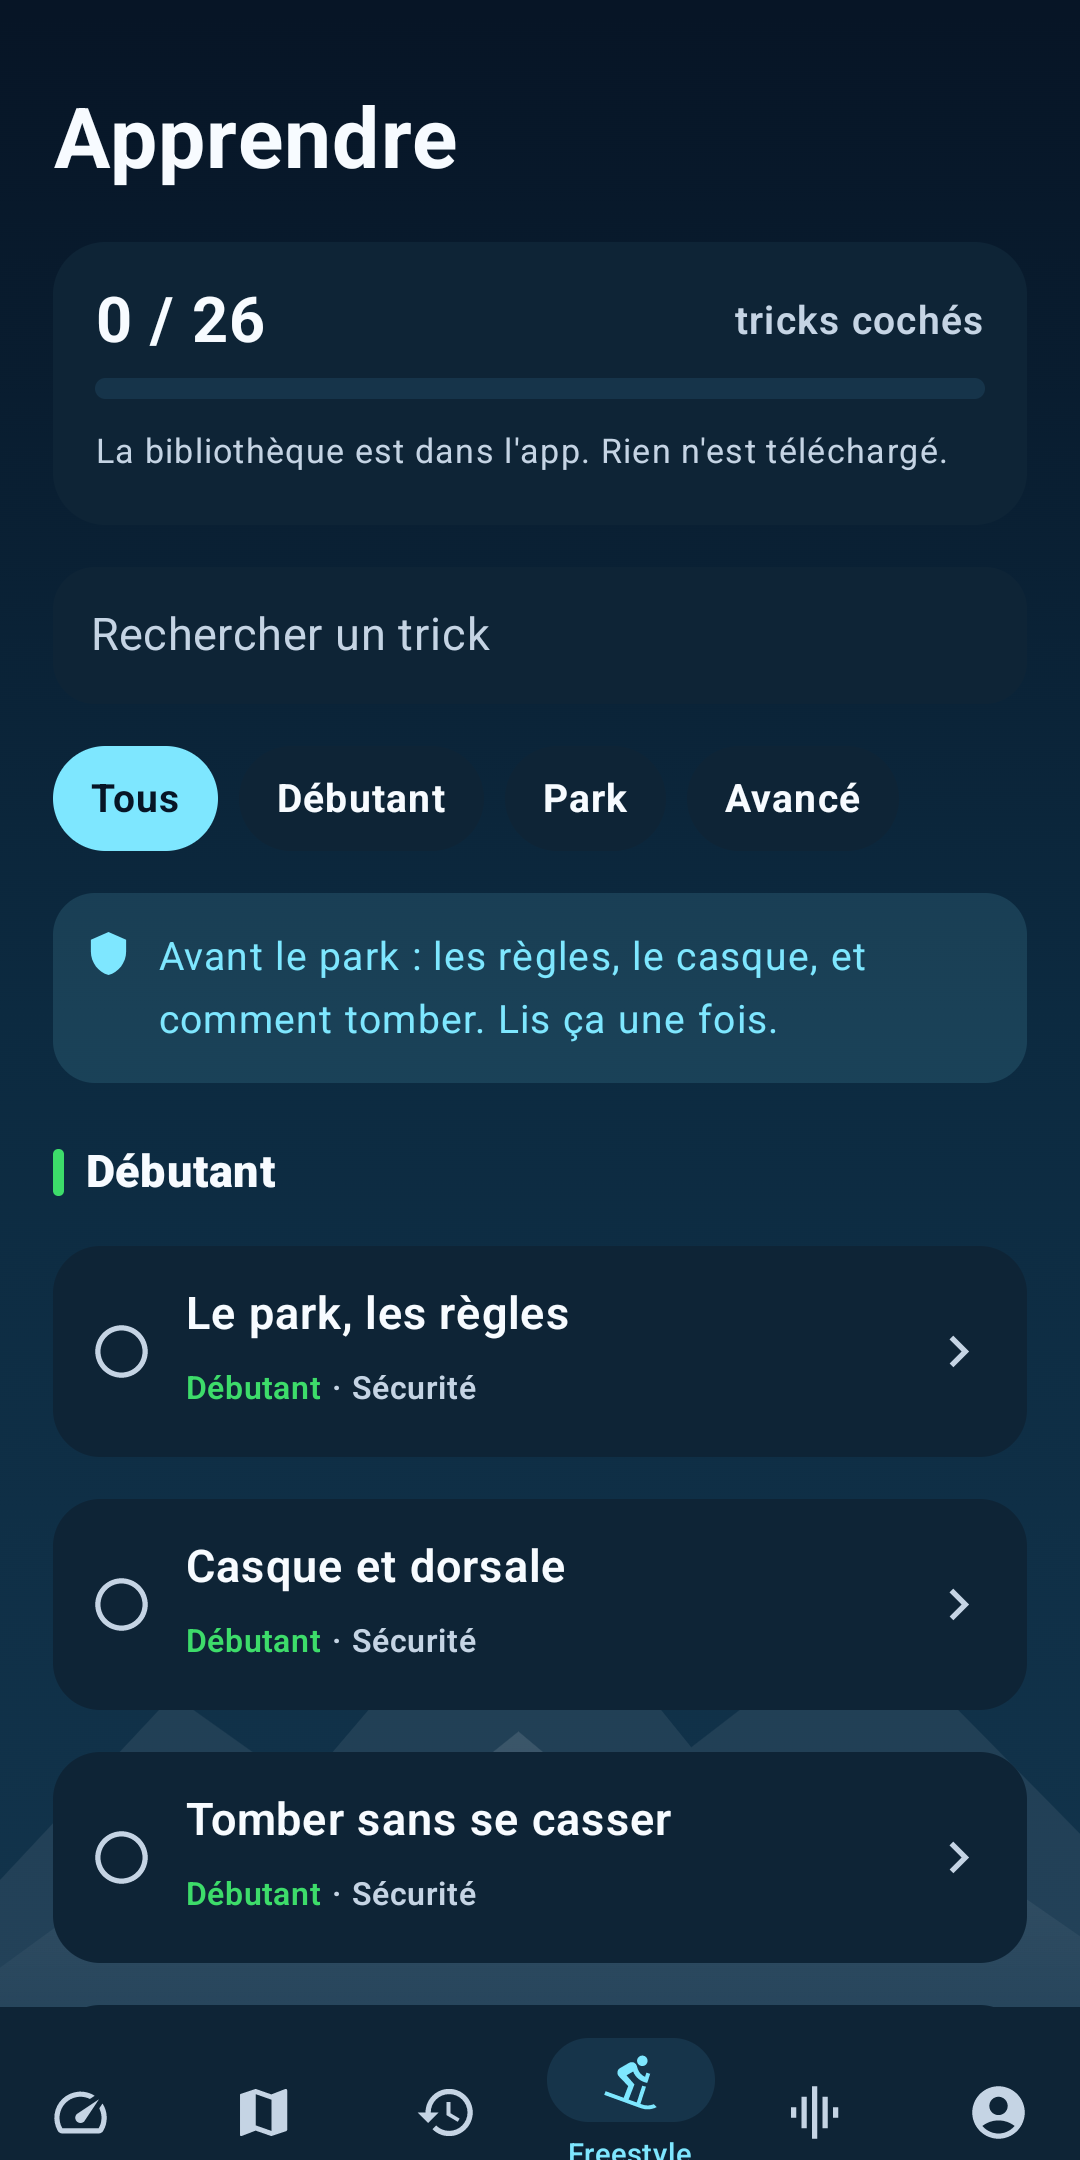 Apprendre
0 / 26
tricks cochés
La bibliothèque est dans l'app. Rien n'est téléchargé.
Rechercher un trick
Tous
Débutant
Park
Avancé
Avant le park : les règles, le casque, et
comment tomber. Lis ça une fois.
Débutant
Le park, les règles
Débutant · Sécurité
Casque et dorsale
Débutant · Sécurité
Tomber sans se casser
Débutant · Sécurité
Freestyle